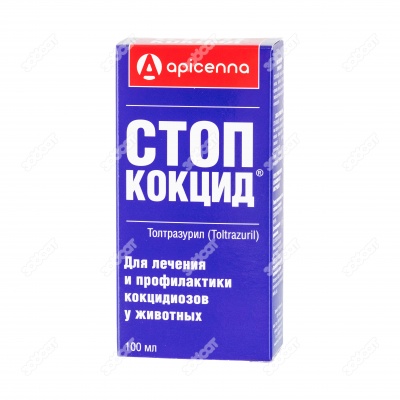 apicenna
СТОП
КОКЦИД®
Толтразурил (Toltrazuril)
Для лечения
и профилактики
кокцидиозов
у животных
100 мл